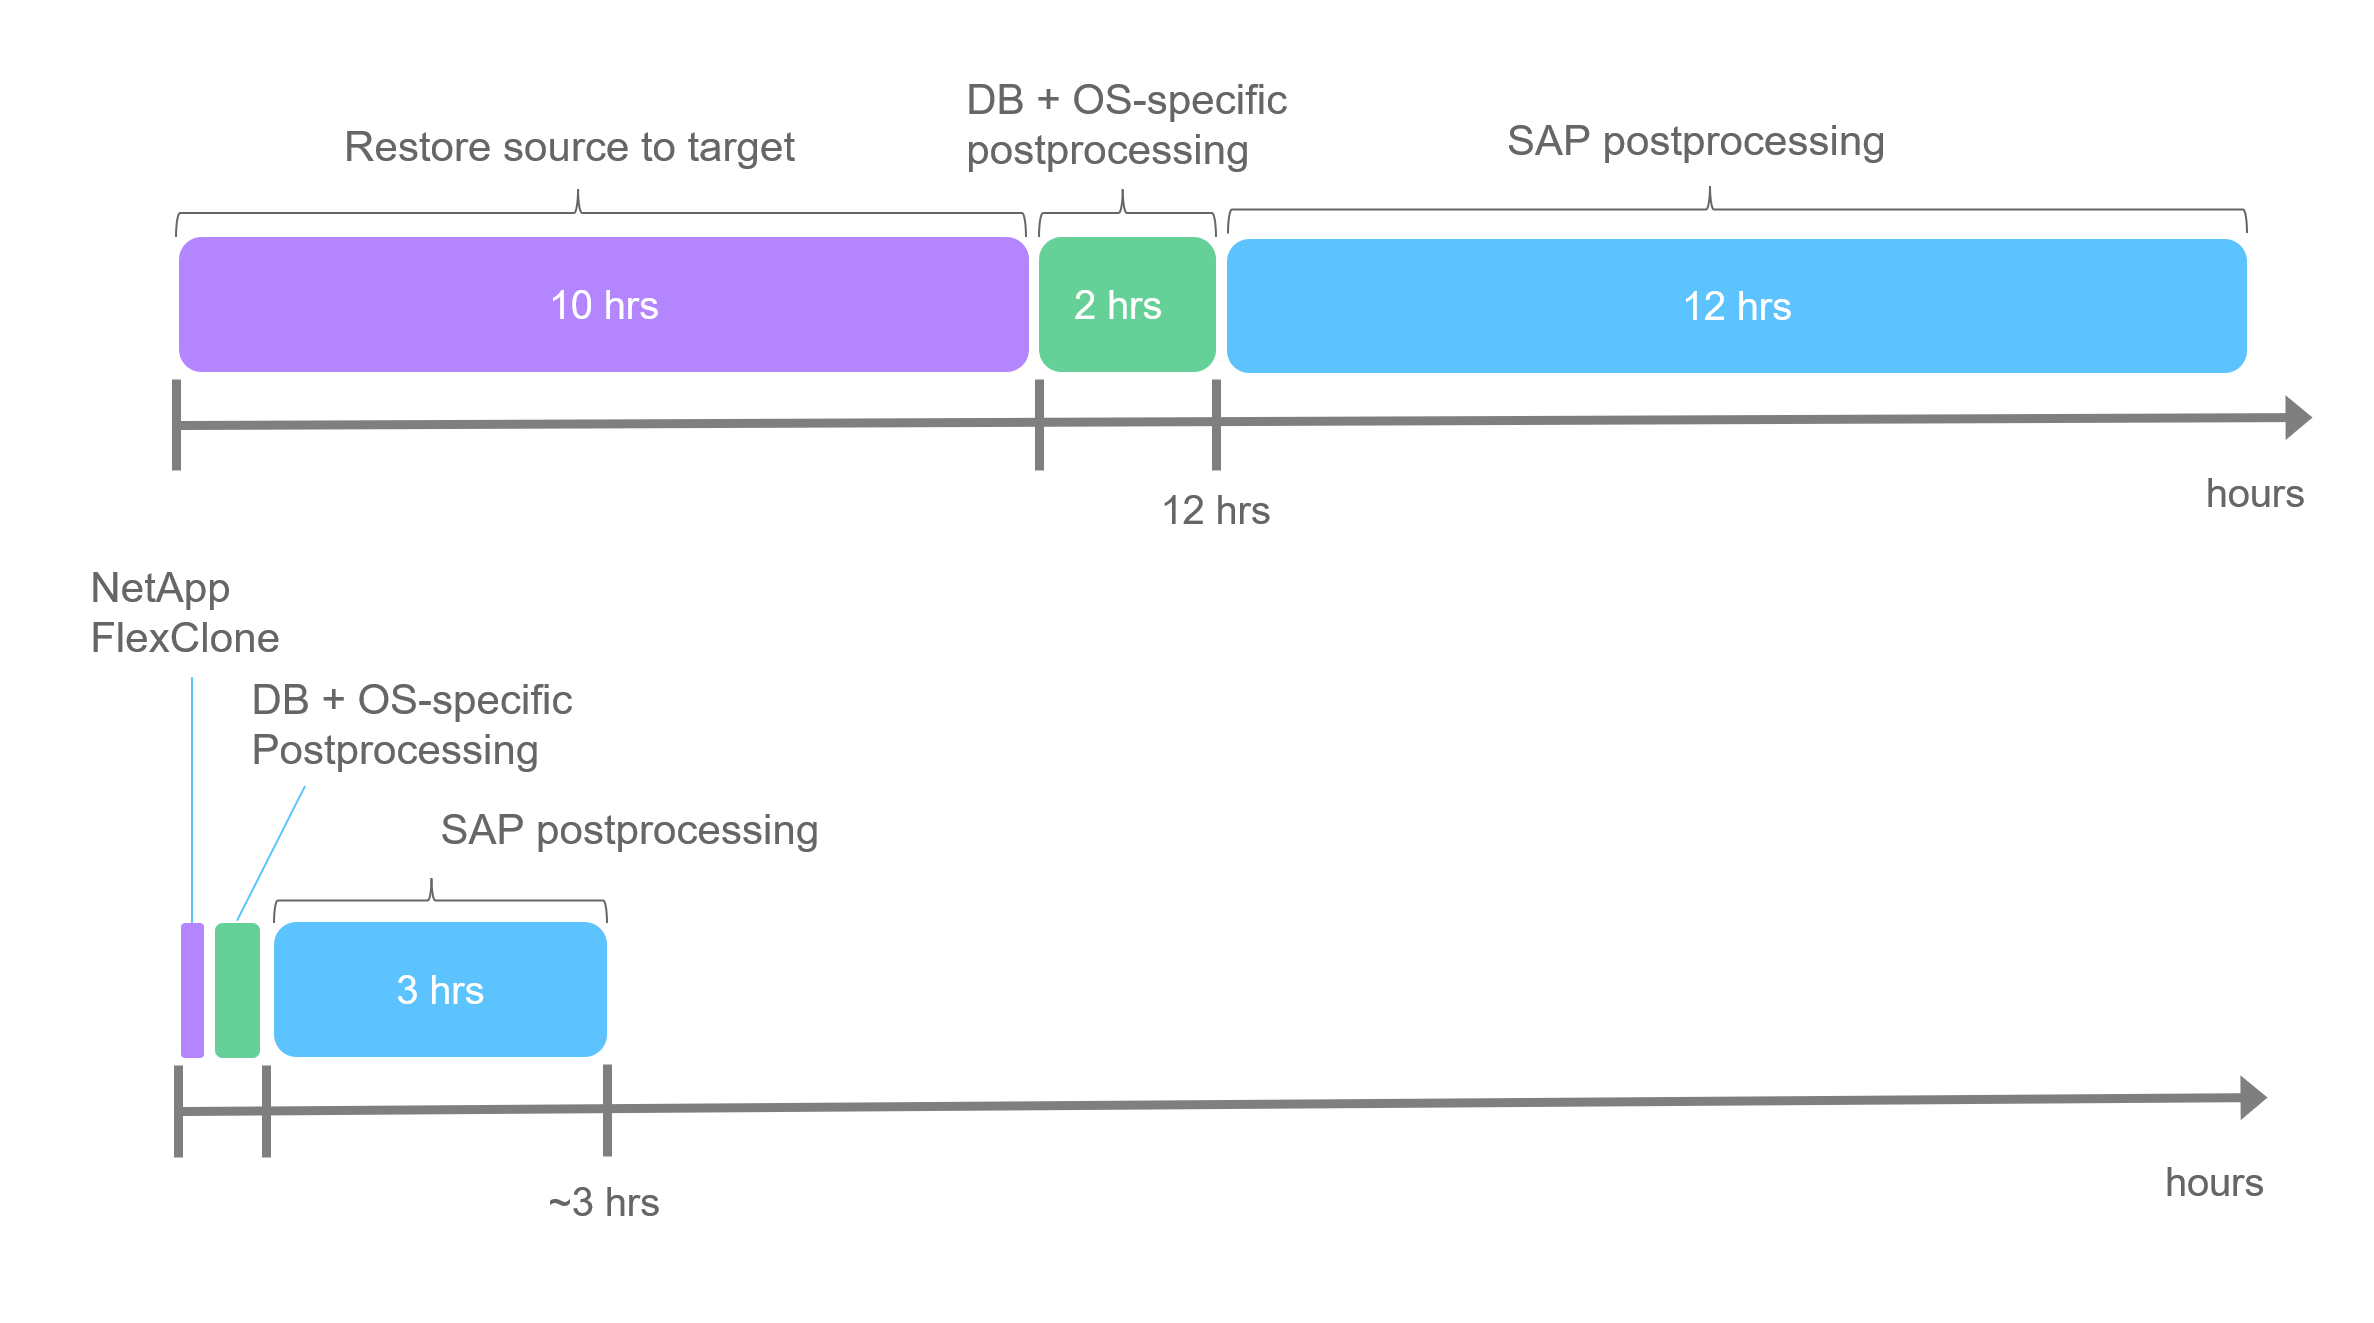 DB + OS-specific
postprocessing
Restore source to target
SAP postprocessing
10 hrs
2 hrs
12 hrs
12 hrs
hours
NetApp
FlexClone
DB + OS-specific
Postprocessing
SAP postprocessing
3 hrs
~3 hrs
hours